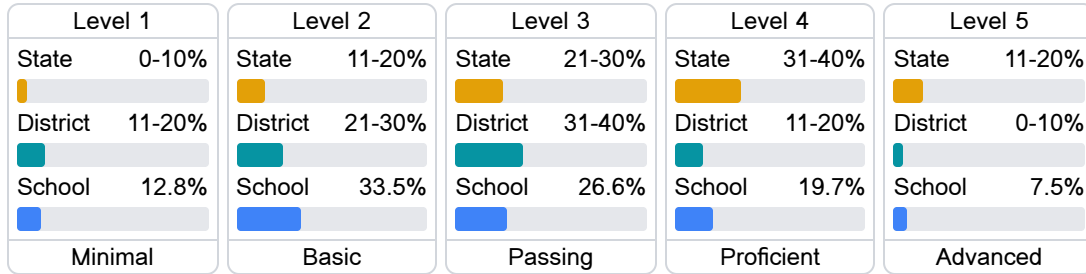 Level 1
State 0-10%
District 11-20%
School 12.8%
Minimal
Level 2
State 11-20%
District 21-30%
School 33.5%
Basic
Level 3
State 21-30%
District 31-40%
School 26.6%
Passing
Level 4
State 31-40%
District 11-20%
School 19.7%
Proficient
Level 5
State 11-20%
District 0-10%
School 7.5%
Advanced